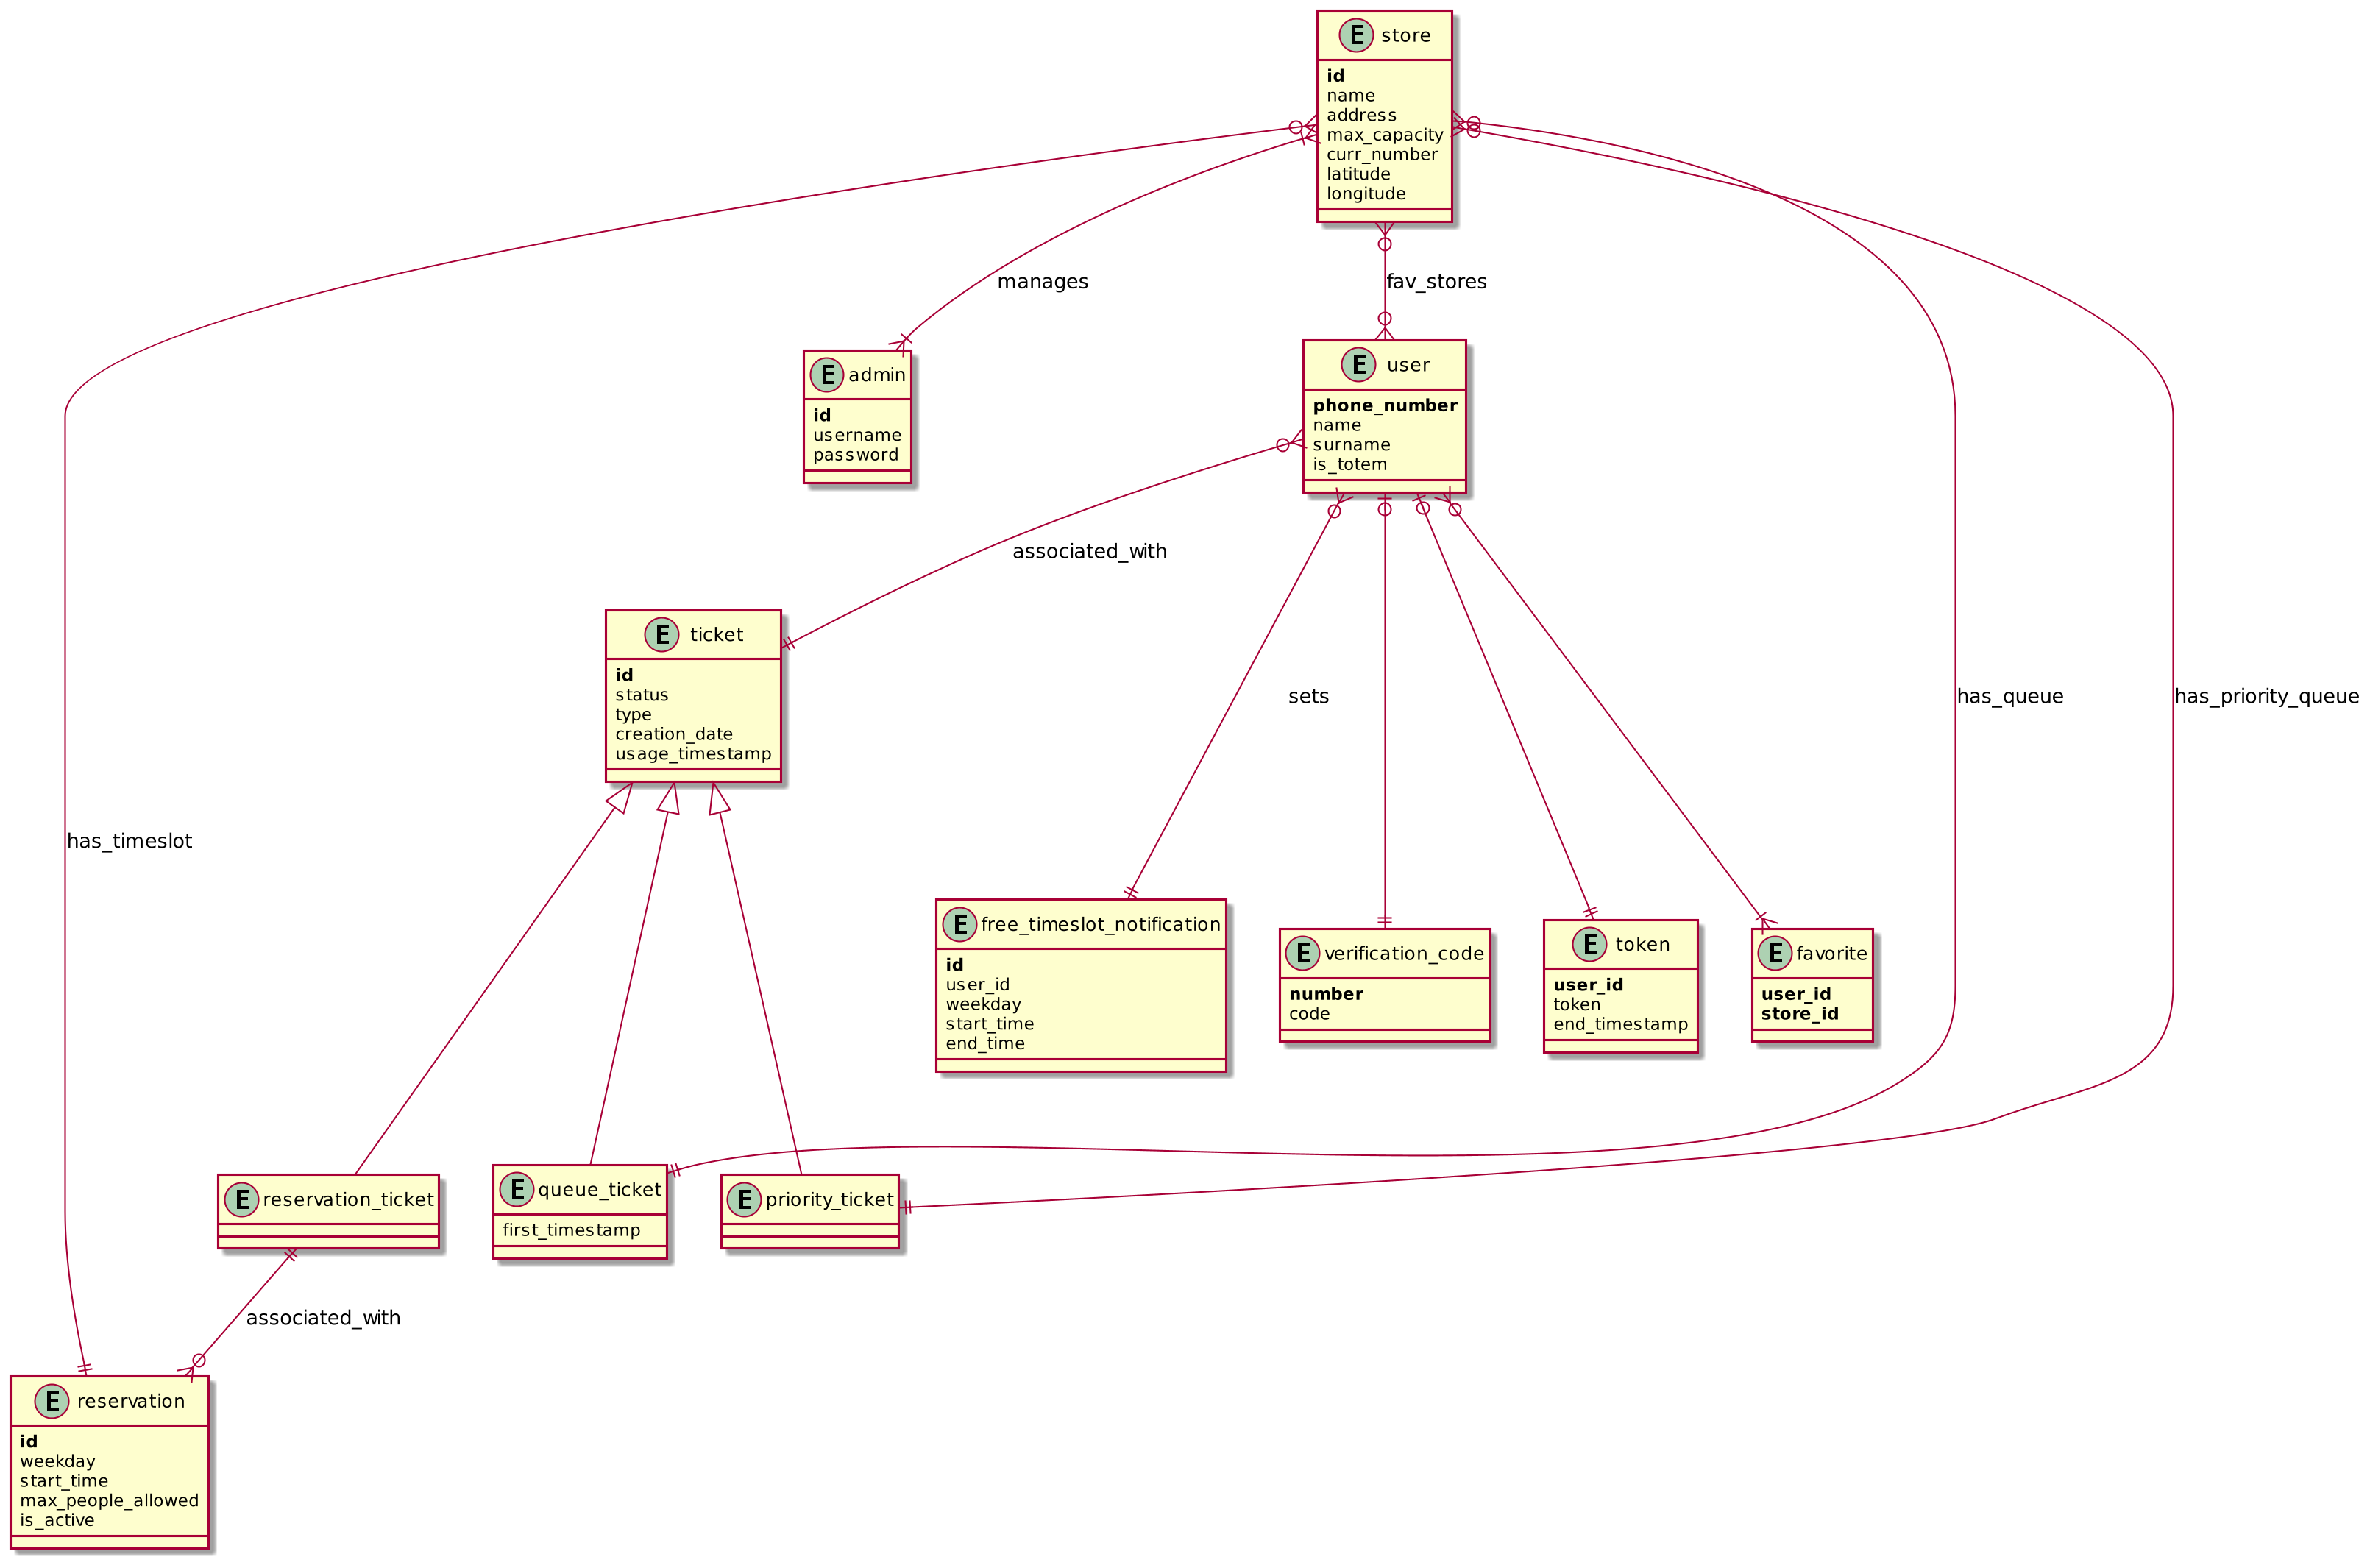 E store
id
name
address
max_capacity
curr_number
latitude
longitude
manages
fav_stores
E admin
id
username
password
E user
phone_number
name
surname
is_totem
associated_with
E ticket
id
status
type
creation_date
usage_timestamp
sets
has_queue
has_priority_queue
has_timeslot
E free_timeslot_notification
id
user_id
weekday
start_time
end_time
E verification_code
number
code
E token
user_id
token
end_timestamp
E favorite
user_id
store_id
E reservation_ticket
E queue_ticket
first_timestamp
E priority_ticket
associated_with
E reservation
id
weekday
start_time
max_people_allowed
is_active